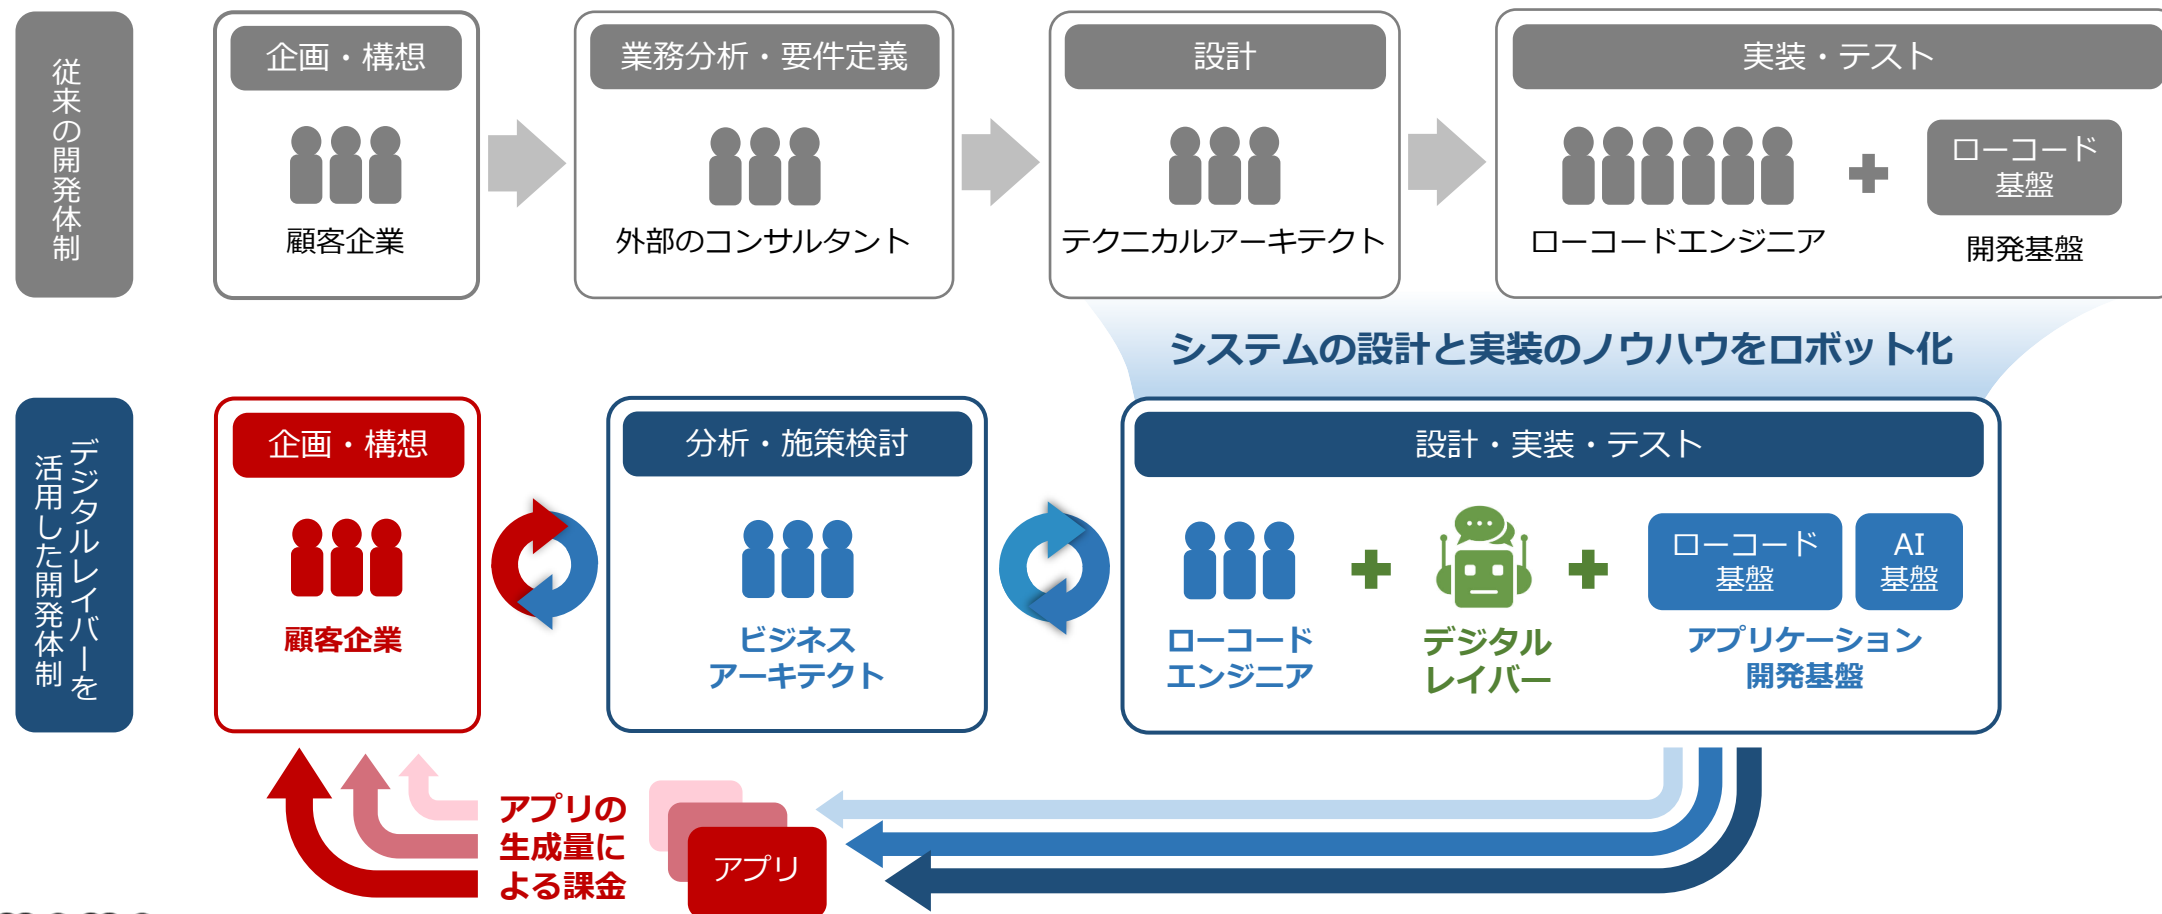 従来の開発体制
企画・構想
顧客企業
業務分析・要件定義
外部のコンサルタント
設計
テクニカルアーキテクト
実装・テスト
ローコードエンジニア
ローコード
基盤
開発基盤
システムの設計と実装のノウハウをロボット化
デジタルレイバーを
活用した開発体制
企画・構想
顧客企業
分析・施策検討
ビジネス
アーキテクト
設計・実装・テスト
ローコード
エンジニア
デジタル
レイバー
ローコード
基盤
AI
基盤
アプリケーション
開発基盤
アプリの
生成量に
よる課金
アプリ